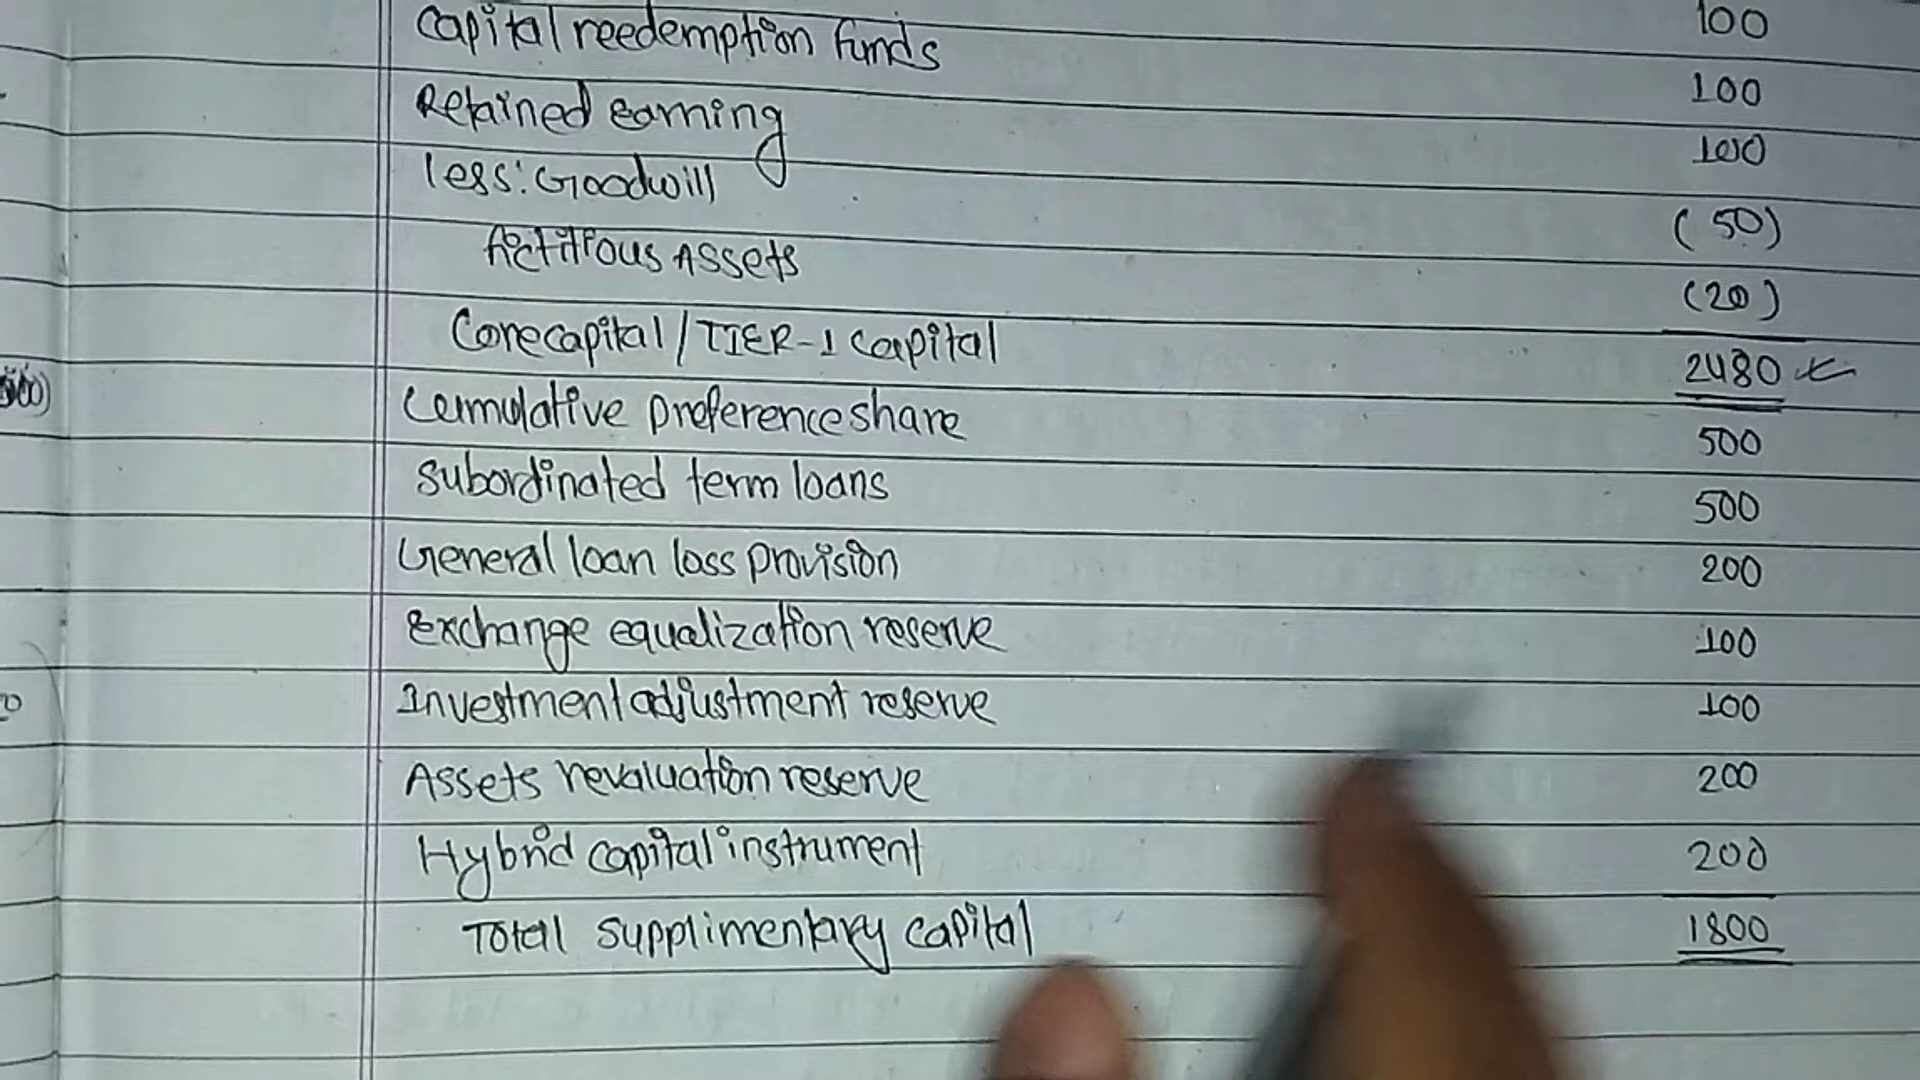 100
Capital reedemption funds 100
Retained earning 100
less: Goodwill (50)
fictitious Assets (20)
Corecapital / TIER-1 capital 2480
Cumulative preference share 500
Subordinated term loans 500
General loan loss provision 200
Exchange equalization reserve 100
Investment adjustment reserve 100
Assets revaluation reserve 200
Hybrid capital instrument 200
Total supplimentary capital 1800